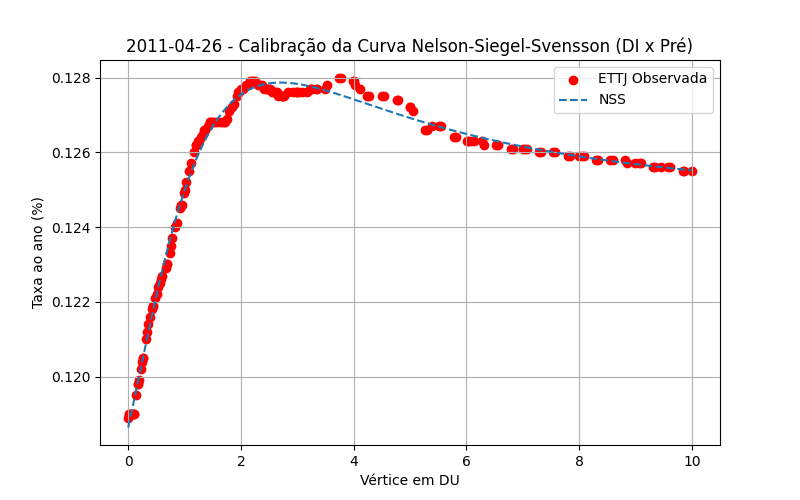 2011-04-26 - Calibração da Curva Nelson-Siegel-Svensson (DI x Pré)
ETTJ Observada
NSS
Taxa ao ano (%)
0.128
0.126
0.124
0.122
0.120
0 2 4 6 8 10
Vértice em DU